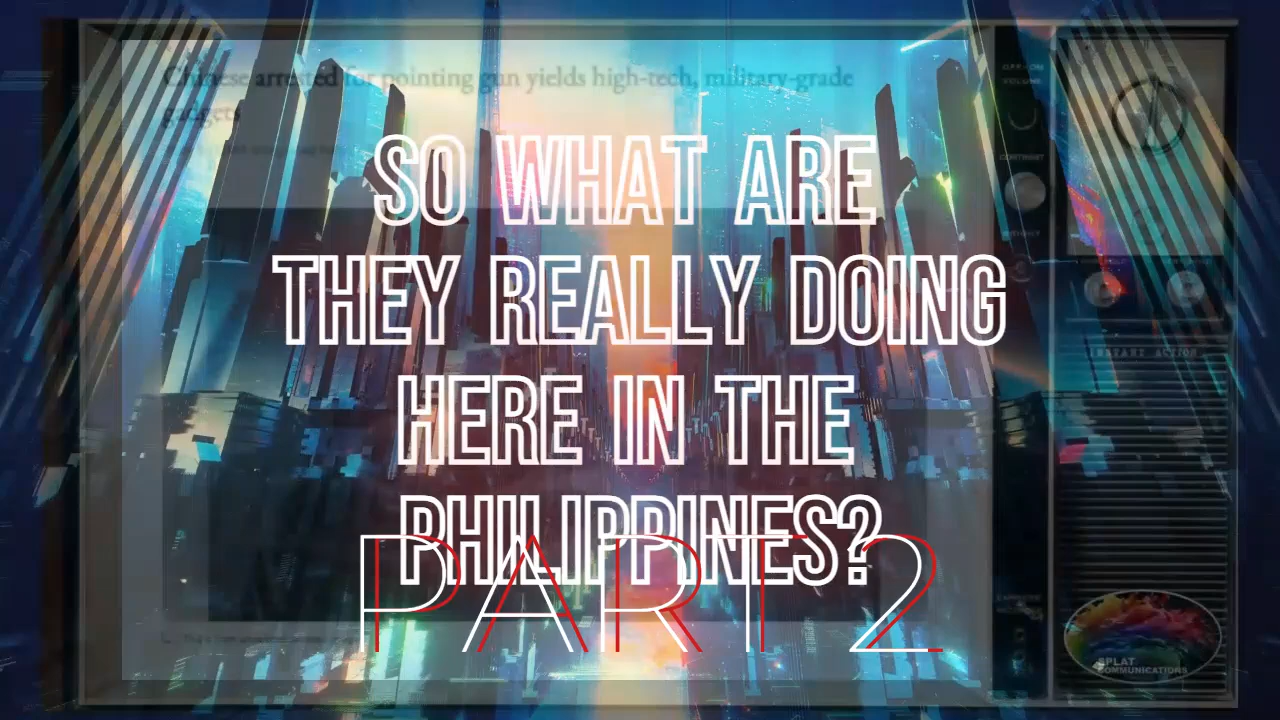 Chinese arrested for pointing gun yields high-tech, military-grade
gadgets
SO WHAT ARE
THEY REALLY DOING
HERE IN THE
PHILIPPINES?
PART 2
OFF-ON
VOLUME
CONTRAST
INSTANT ACTION
SPLAT
COMMUNICATIONS